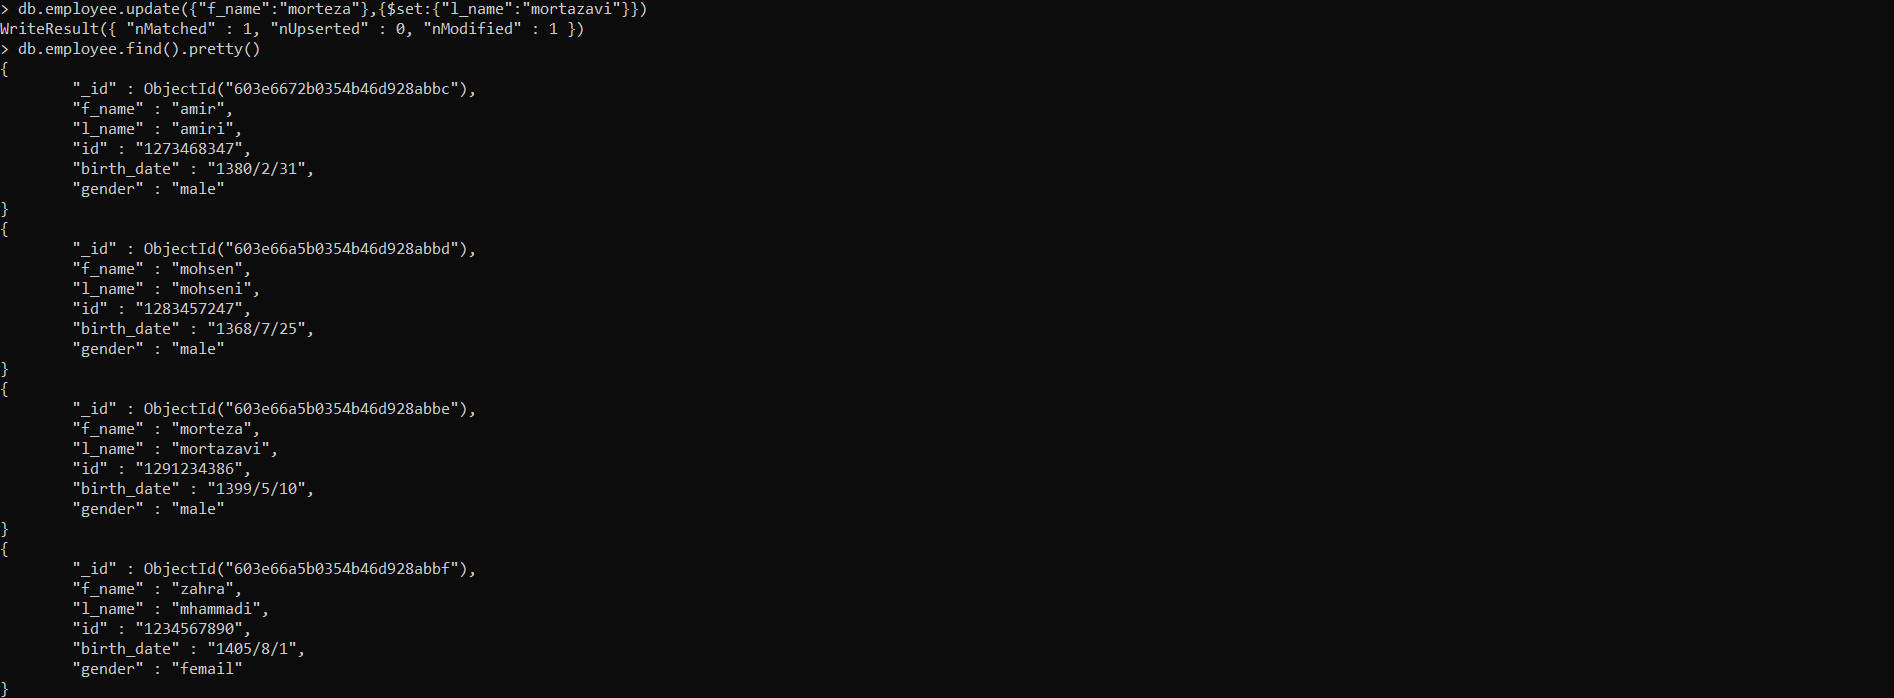 > db.employee.update({"f_name":"morteza"},{$set:{"l_name":"mortazavi"}})
WriteResult({ "nMatched" : 1, "nUpserted" : 0, "nModified" : 1 })
> db.employee.find().pretty()
{
        "_id" : ObjectId("603e6672b0354b46d928abbc"),
        "f_name" : "amir",
        "l_name" : "amiri",
        "id" : "1273468347",
        "birth_date" : "1380/2/31",
        "gender" : "male"
}
{
        "_id" : ObjectId("603e66a5b0354b46d928abbd"),
        "f_name" : "mohsen",
        "l_name" : "mohseni",
        "id" : "1283457247",
        "birth_date" : "1368/7/25",
        "gender" : "male"
}
{
        "_id" : ObjectId("603e66a5b0354b46d928abbe"),
        "f_name" : "morteza",
        "l_name" : "mortazavi",
        "id" : "1291234386",
        "birth_date" : "1399/5/10",
        "gender" : "male"
}
{
        "_id" : ObjectId("603e66a5b0354b46d928abbf"),
        "f_name" : "zahra",
        "l_name" : "mhammadi",
        "id" : "1234567890",
        "birth_date" : "1405/8/1",
        "gender" : "femail"
}